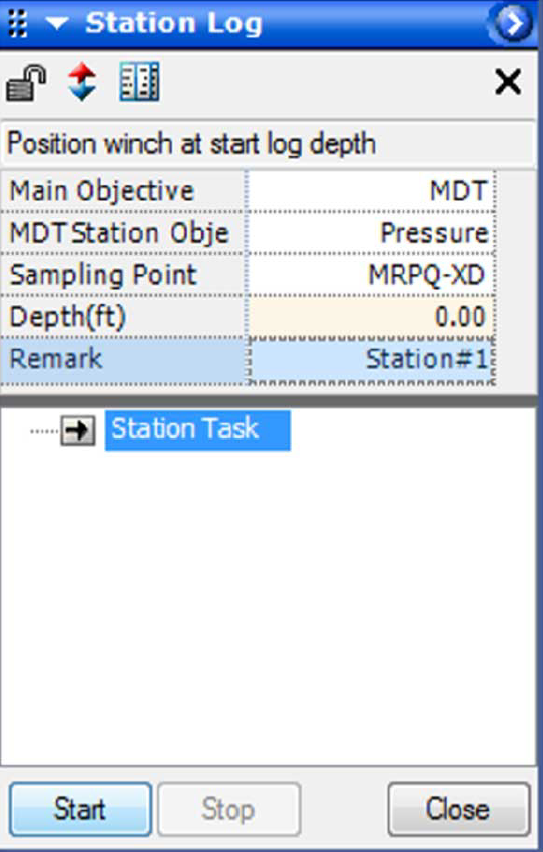 Station Log
Position winch at start log depth
Main Objective MDT
MDTStation Obje Pressure
Sampling Point MRPQ-XD
Depth(ft) 0.00
Remark Station#1
Station Task
Start Stop Close